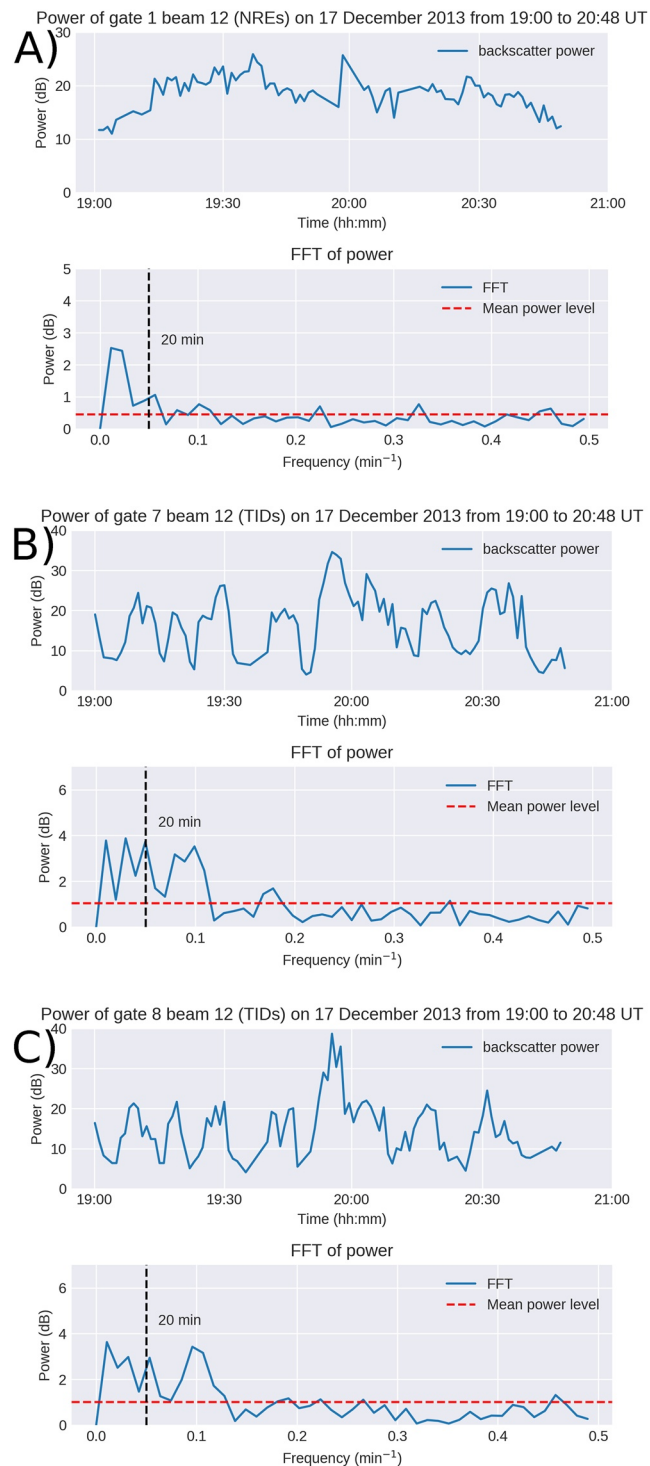 Power of gate 1 beam 12 (NREs) on 17 December 2013 from 19:00 to 20:48 UT
A)
30
20
10
0
Power (dB)
backscatter power
19:00 19:30 20:00 20:30 21:00
Time (hh:mm)
FFT of power
5
4
3
2
1
0
Power (dB)
FFT
Mean power level
20 min
0.0 0.1 0.2 0.3 0.4 0.5
Frequency (min⁻¹)
Power of gate 7 beam 12 (TIDs) on 17 December 2013 from 19:00 to 20:48 UT
B)
40
30
20
10
0
Power (dB)
backscatter power
19:00 19:30 20:00 20:30 21:00
Time (hh:mm)
FFT of power
6
4
2
0
Power (dB)
FFT
Mean power level
20 min
0.0 0.1 0.2 0.3 0.4 0.5
Frequency (min⁻¹)
Power of gate 8 beam 12 (TIDs) on 17 December 2013 from 19:00 to 20:48 UT
C)
40
30
20
10
0
Power (dB)
backscatter power
19:00 19:30 20:00 20:30 21:00
Time (hh:mm)
FFT of power
6
4
2
0
Power (dB)
FFT
Mean power level
20 min
0.0 0.1 0.2 0.3 0.4 0.5
Frequency (min⁻¹)